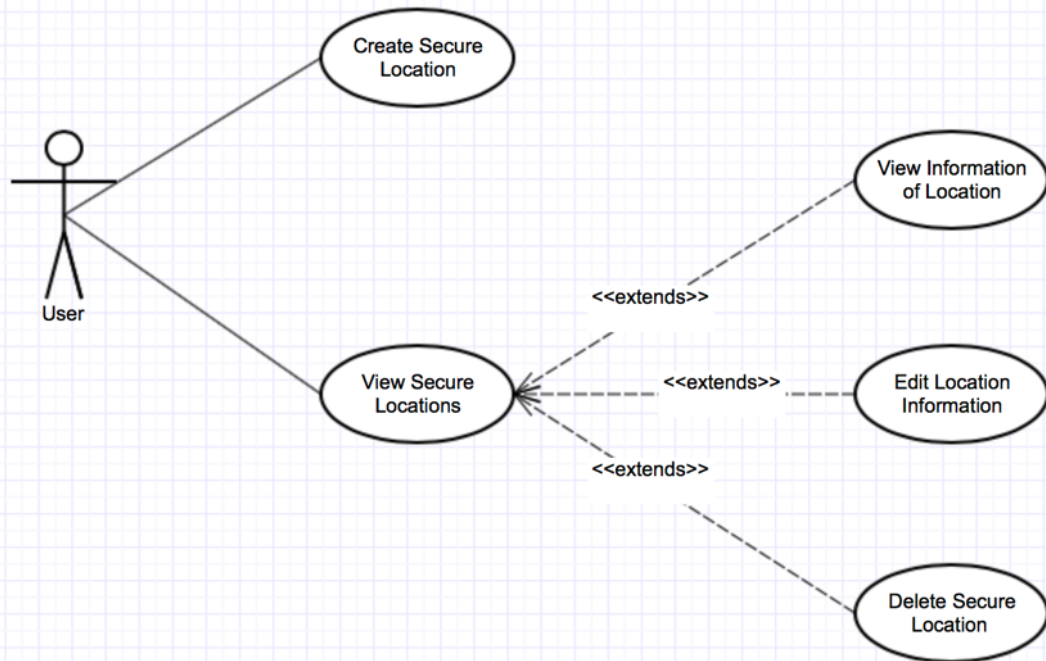 Create Secure
Location
View Information
of Location
<<extends>>
User
View Secure
Locations
<<extends>>
Edit Location
Information
<<extends>>
Delete Secure
Location